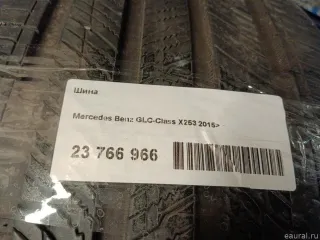 Шина
Mercedes Benz GLC-Class X253 2015>
23 766 966
eaural.ru